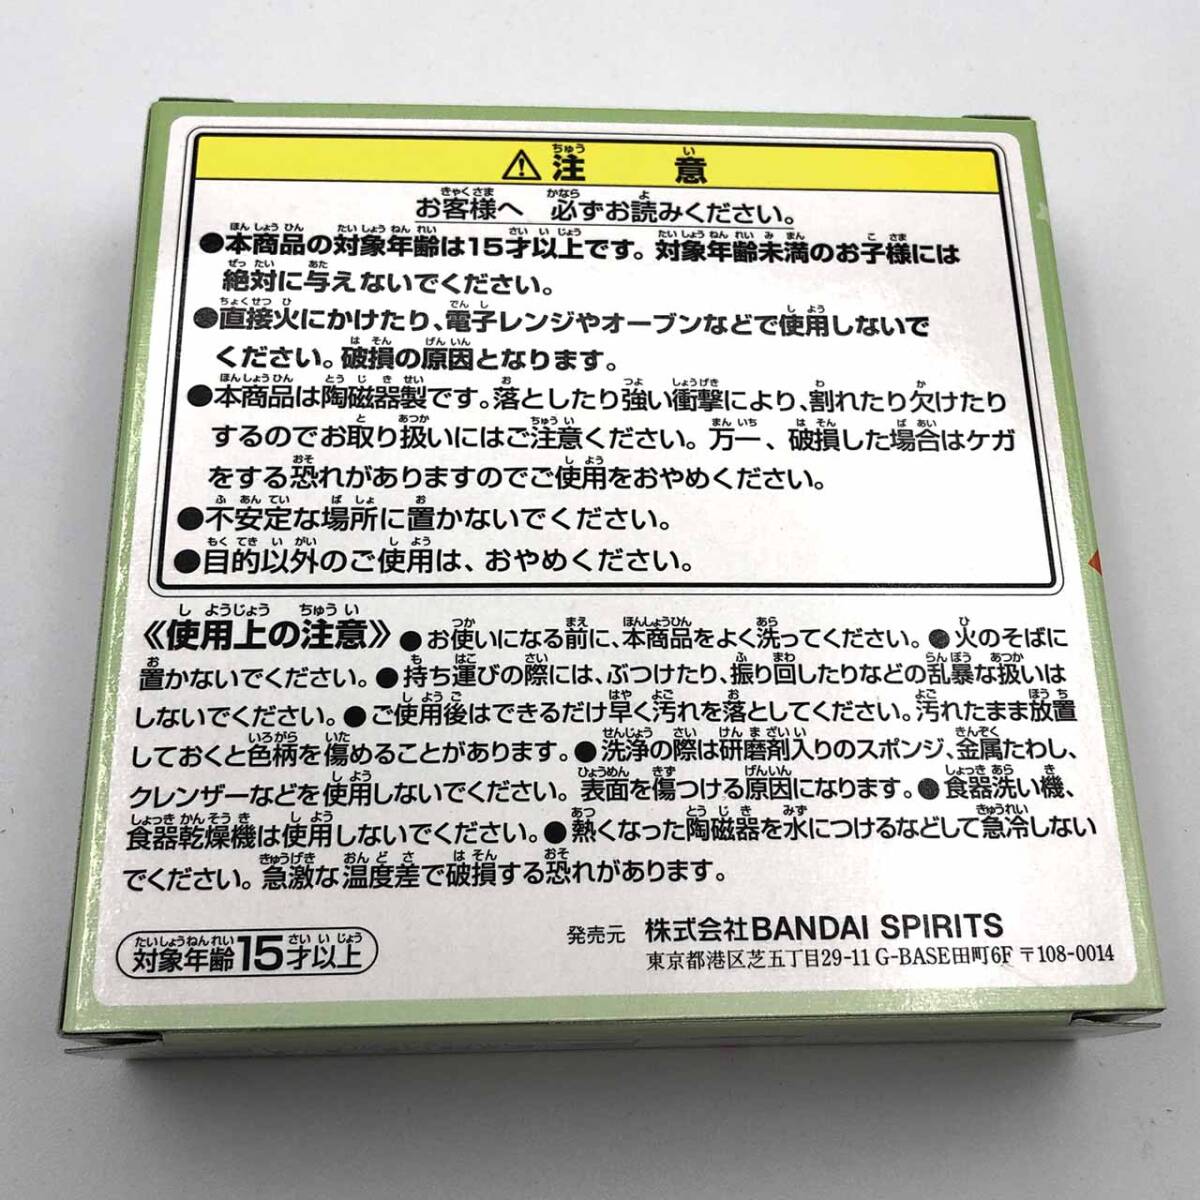 ⚠注意
お客様へ 必ずお読みください。
●本商品の対象年齢は15才以上です。対象年齢未満のお子様には
絶対に与えないでください。
●直接火にかけたり、電子レンジやオーブンなどで使用しないで
ください。破損の原因となります。
●本商品は陶磁器製です。落としたり強い衝撃により、割れたり欠けたり
するのでお取り扱いにはご注意ください。万一、破損した場合はケガ
をする恐れがありますのでご使用をおやめください。
●不安定な場所に置かないでください。
●目的以外のご使用は、おやめください。
《使用上の注意》●お使いになる前に、本商品をよく洗ってください。●火のそばに
置かないでください。●持ち運びの際には、ぶつけたり、振り回したりなどの乱暴な扱いは
しないでください。●ご使用後はできるだけ早く汚れを落としてください。汚れたまま放置
しておくと色柄を傷めることがあります。●洗浄の際は研磨剤入りのスポンジ、金属たわし、
クレンザーなどを使用しないでください。表面を傷つける原因になります。●食器洗い機、
食器乾燥機は使用しないでください。●熱くなった陶磁器を水につけるなどして急冷しない
でください。急激な温度差で破損する恐れがあります。
対象年齢15才以上
発売元 株式会社BANDAI SPIRITS
東京都港区芝五丁目29-11 G-BASE田町6F 〒108-0014